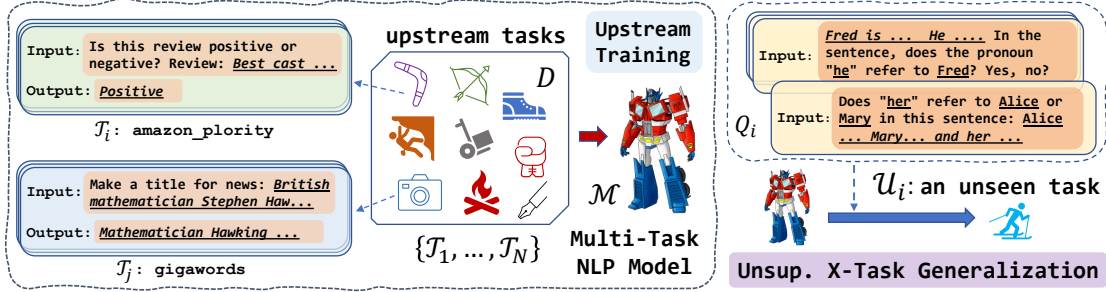 Input: Is this review positive or
negative? Review: Best cast ...
Output: Positive
𝒯ᵢ: amazon_plority
Input: Make a title for news: British
mathematician Stephen Haw...
Output: Mathematician Hawking ...
𝒯ⱼ: gigawords
upstream tasks
D
{𝒯₁, … , 𝒯_N}
Upstream
Training
ℳ
Multi-Task
NLP Model
Input: Fred is ... He .... In the
sentence, does the pronoun
"he" refer to Fred? Yes, no?
Qᵢ
Input: Does "her" refer to Alice or
Mary in this sentence: Alice
... Mary... and her ...
𝒰ᵢ: an unseen task
Unsup. X-Task Generalization